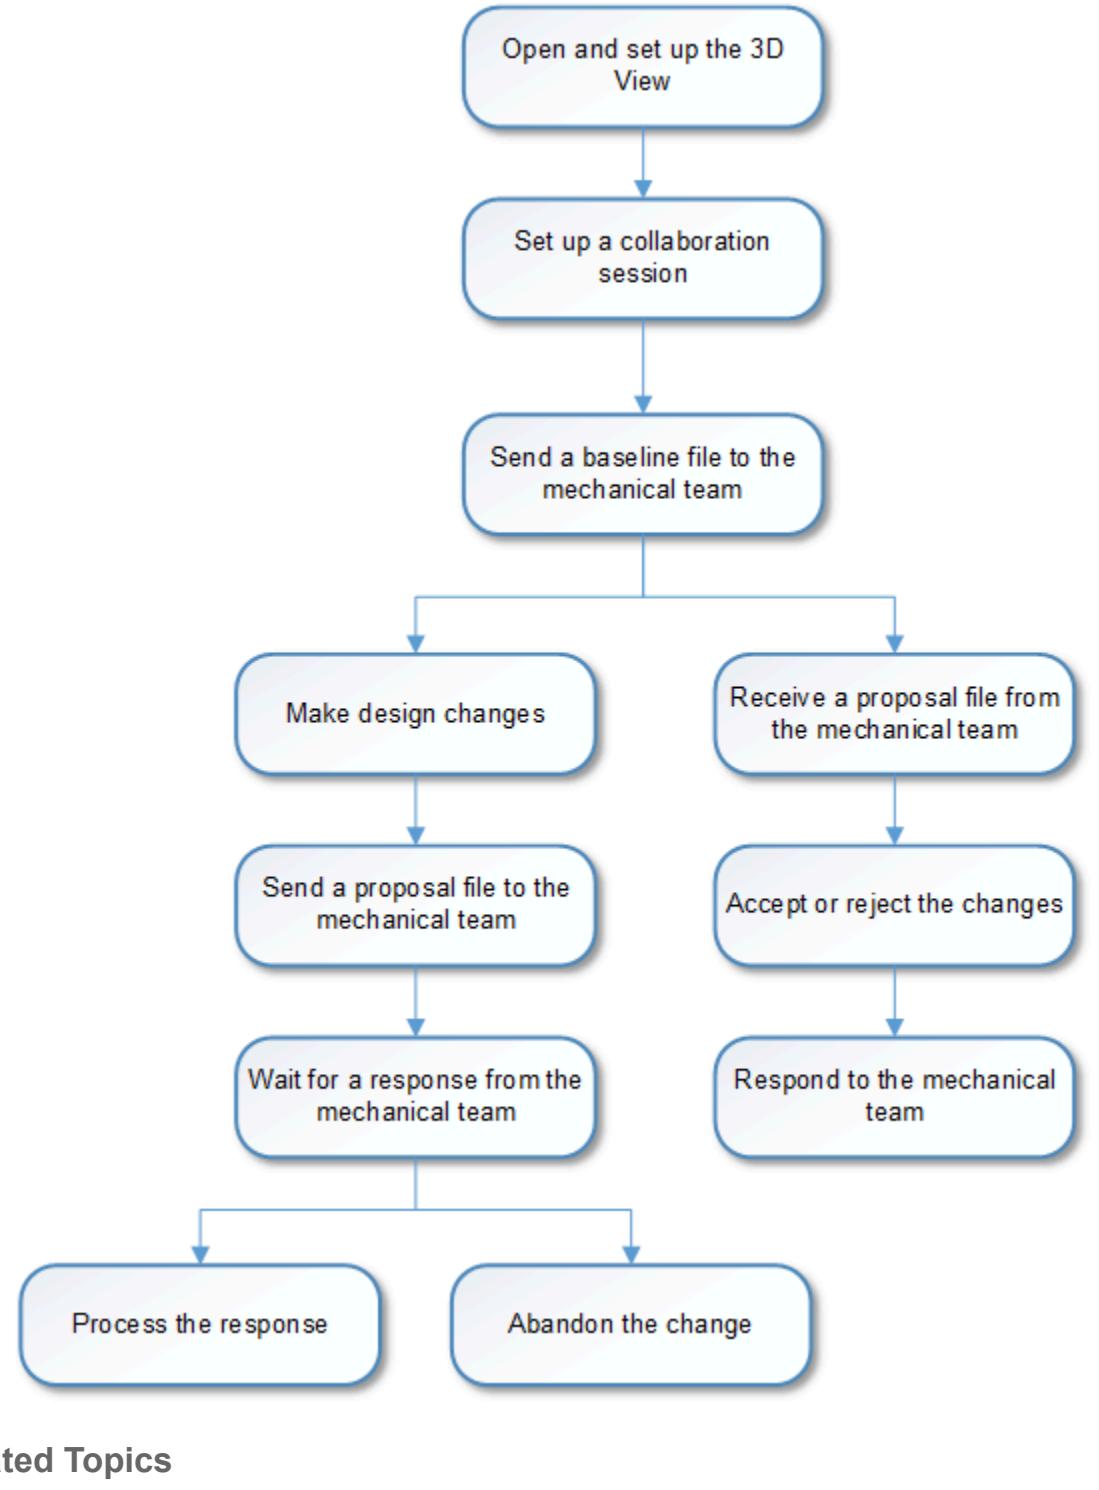 Open and set up the 3D
View
Set up a collaboration
session
Send a baseline file to the
mechanical team
Make design changes
Receive a proposal file from
the mechanical team
Send a proposal file to the
mechanical team
Accept or reject the changes
Wait for a response from the
mechanical team
Respond to the mechanical
team
Process the response
Abandon the change
ted Topics